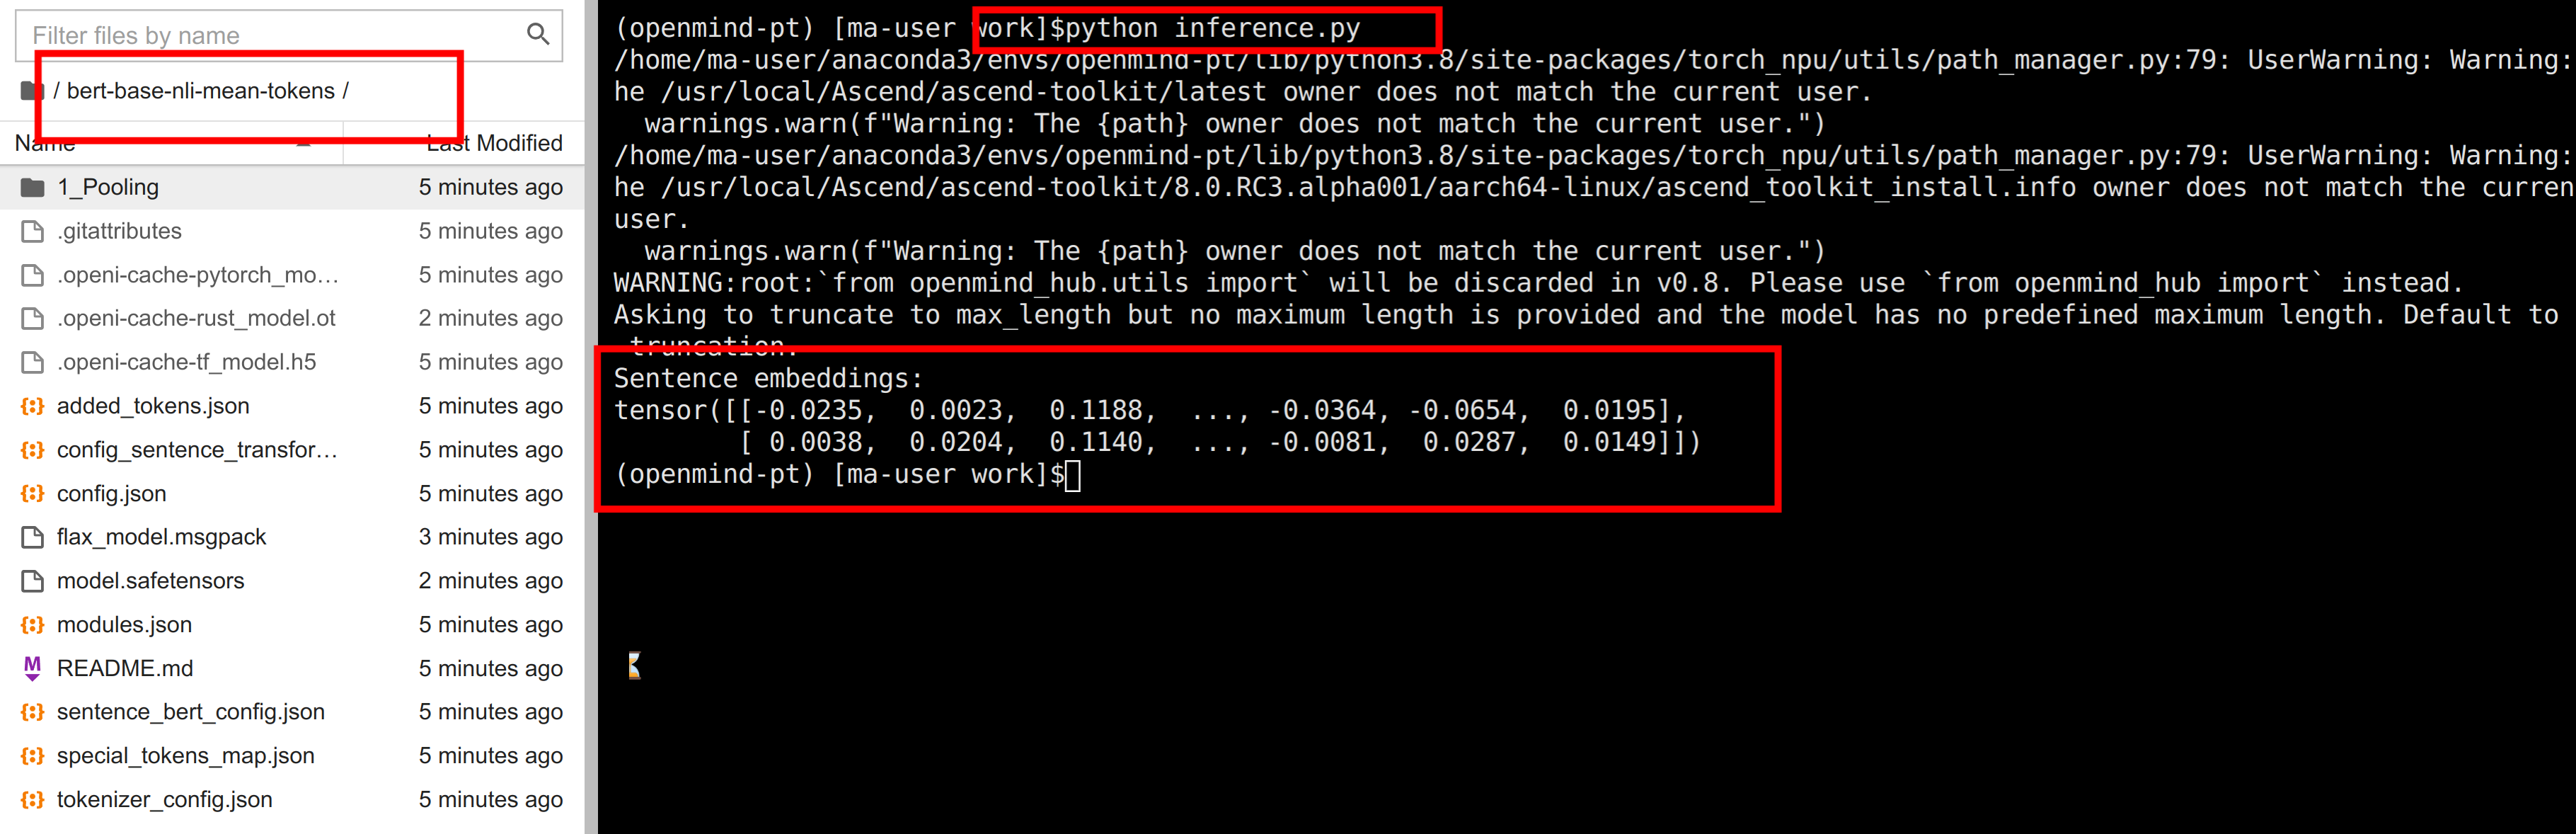 Filter files by name
/ bert-base-nli-mean-tokens /
Name Last Modified
1_Pooling 5 minutes ago
.gitattributes 5 minutes ago
.openi-cache-pytorch_mo… 5 minutes ago
.openi-cache-rust_model.ot 2 minutes ago
.openi-cache-tf_model.h5 5 minutes ago
added_tokens.json 5 minutes ago
config_sentence_transfor… 5 minutes ago
config.json 5 minutes ago
flax_model.msgpack 3 minutes ago
model.safetensors 2 minutes ago
modules.json 5 minutes ago
README.md 5 minutes ago
sentence_bert_config.json 5 minutes ago
special_tokens_map.json 5 minutes ago
tokenizer_config.json 5 minutes ago
(openmind-pt) [ma-user work]$python inference.py
/home/ma-user/anaconda3/envs/openmind-pt/lib/python3.8/site-packages/torch_npu/utils/path_manager.py:79: UserWarning: Warning:
he /usr/local/Ascend/ascend-toolkit/latest owner does not match the current user.
warnings.warn(f"Warning: The {path} owner does not match the current user.")
/home/ma-user/anaconda3/envs/openmind-pt/lib/python3.8/site-packages/torch_npu/utils/path_manager.py:79: UserWarning: Warning:
he /usr/local/Ascend/ascend-toolkit/8.0.RC3.alpha001/aarch64-linux/ascend_toolkit_install.info owner does not match the curren
user.
warnings.warn(f"Warning: The {path} owner does not match the current user.")
WARNING:root:`from openmind_hub.utils import` will be discarded in v0.8. Please use `from openmind_hub import` instead.
Asking to truncate to max_length but no maximum length is provided and the model has no predefined maximum length. Default to
truncation.
Sentence embeddings:
tensor([[-0.0235, 0.0023, 0.1188, ..., -0.0364, -0.0654, 0.0195],
[ 0.0038, 0.0204, 0.1140, ..., -0.0081, 0.0287, 0.0149]])
(openmind-pt) [ma-user work]$